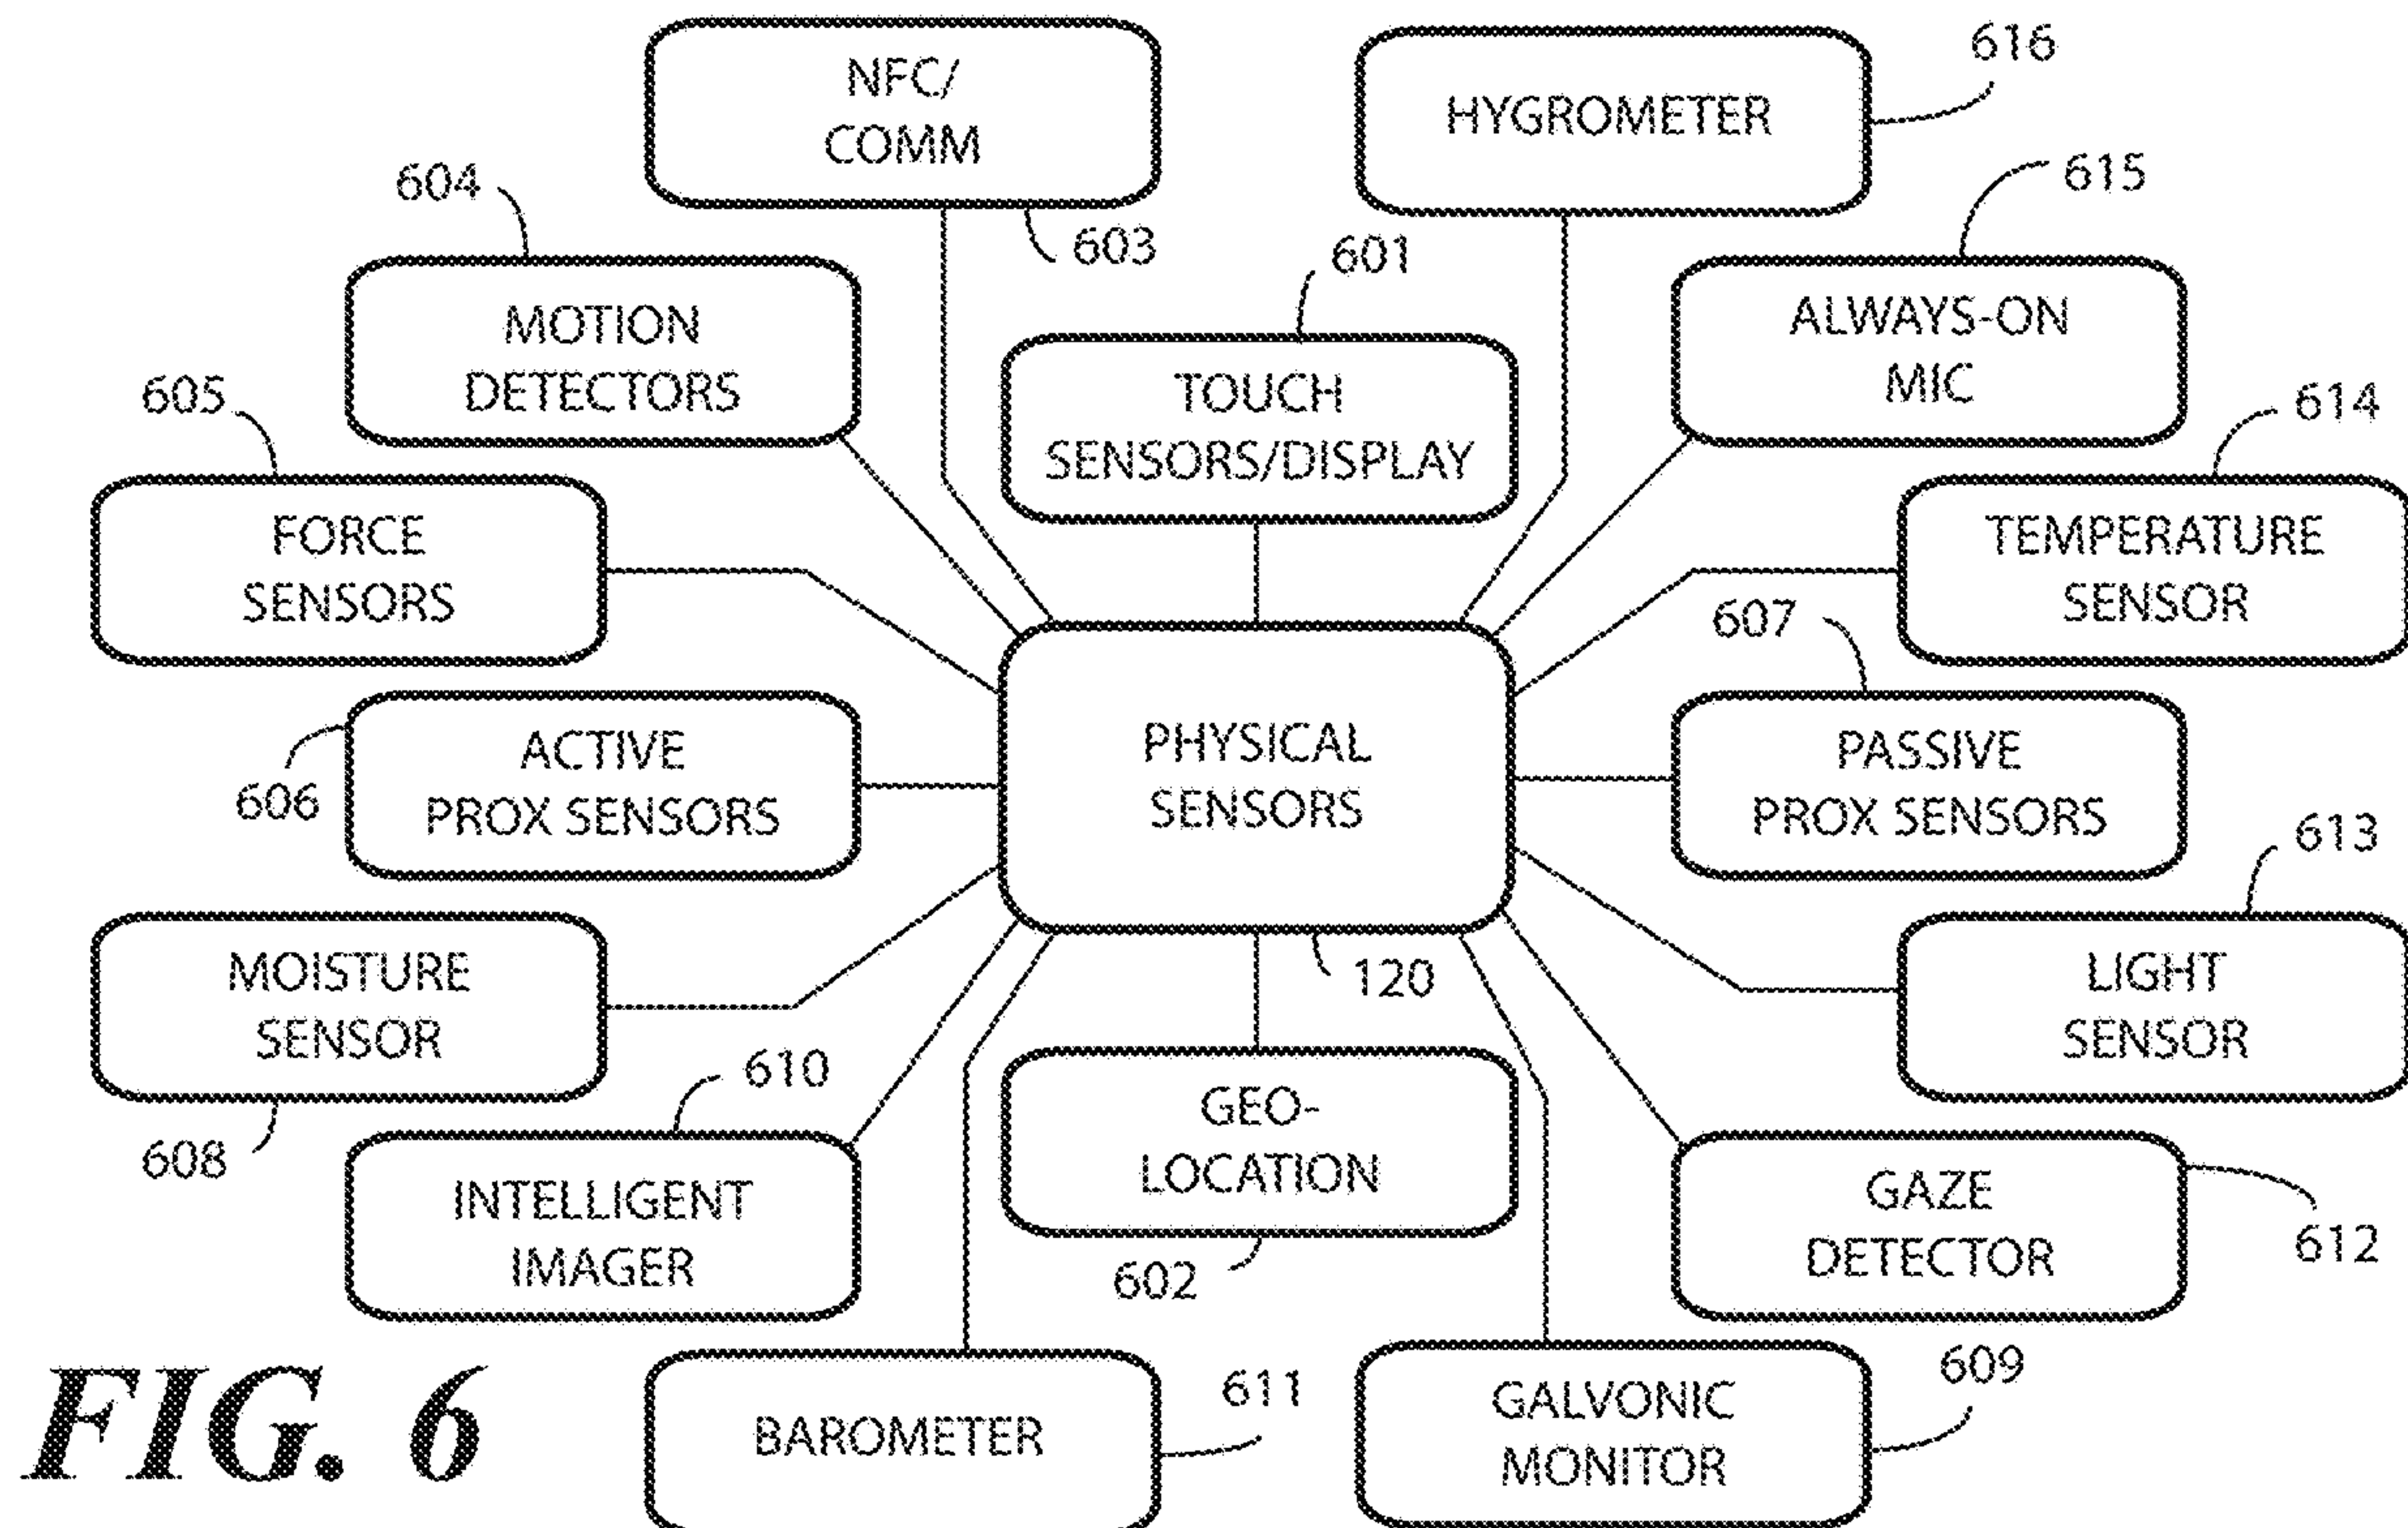 NFC/
COMM
603
HYGROMETER
616
604
MOTION
DETECTORS
601
TOUCH
SENSORS/DISPLAY
615
ALWAYS-ON
MIC
605
FORCE
SENSORS
614
TEMPERATURE
SENSOR
606
ACTIVE
PROX SENSORS
PHYSICAL
SENSORS
120
607
PASSIVE
PROX SENSORS
MOISTURE
SENSOR
608
613
LIGHT
SENSOR
610
INTELLIGENT
IMAGER
GEO-
LOCATION
602
GAZE
DETECTOR
612
BAROMETER
611
GALVONIC
MONITOR
609
FIG. 6